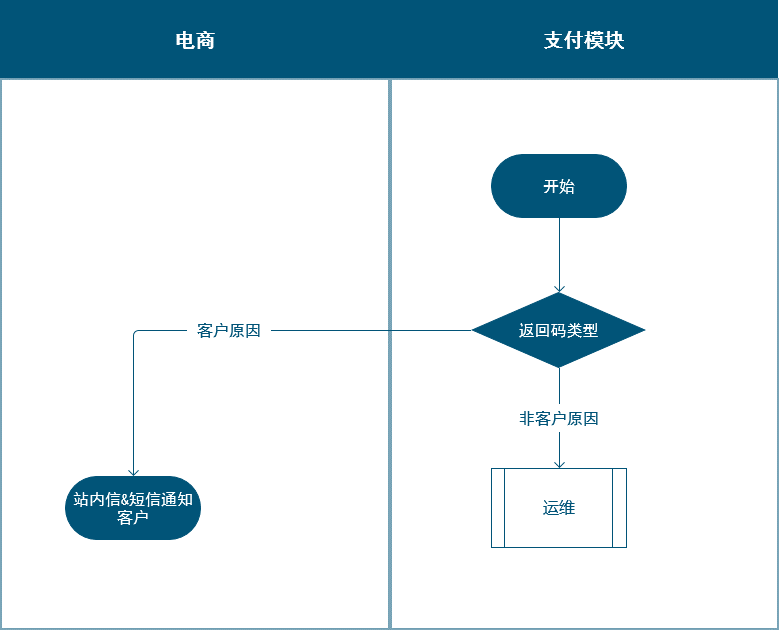 电商
支付模块
开始
返回码类型
客户原因
非客户原因
站内信&短信通知
客户
运维